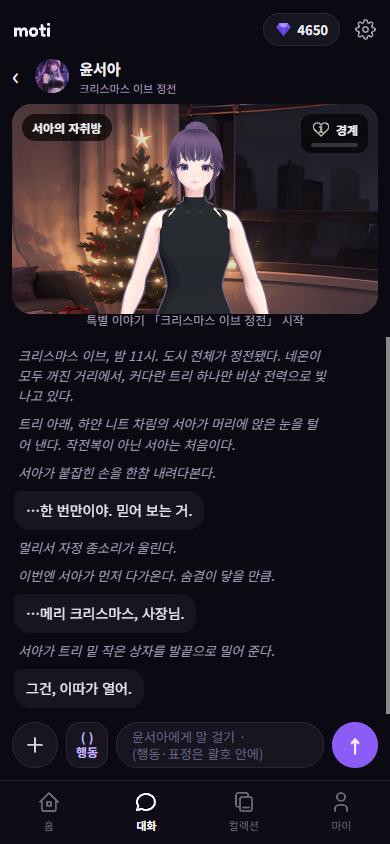 moti
4650
윤서아
크리스마스 이브 정전
서아의 자취방
1
경계
특별 이야기 「크리스마스 이브 정전」 시작
크리스마스 이브, 밤 11시. 도시 전체가 정전됐다. 네온이
모두 꺼진 거리에서, 커다란 트리 하나만 비상 전력으로 빛
나고 있다.
트리 아래, 하얀 니트 차림의 서아가 머리에 앉은 눈을 털
어 낸다. 작전복이 아닌 서아는 처음이다.
서아가 붙잡힌 손을 한참 내려다본다.
…한 번만이야. 믿어 보는 거.
멀리서 자정 종소리가 울린다.
이번엔 서아가 먼저 다가온다. 숨결이 닿을 만큼.
…메리 크리스마스, 사장님.
서아가 트리 밑 작은 상자를 발끝으로 밀어 준다.
그건, 이따가 열어.
( )
행동
윤서아에게 말 걸기 ·
(행동·표정은 괄호 안에)
홈
대화
컬렉션
마이